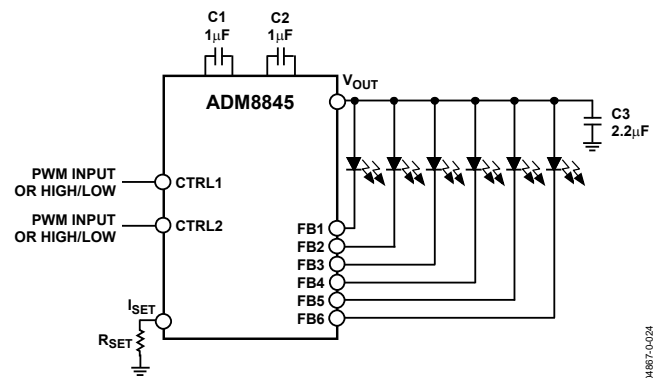 C1
1μF
C2
1μF
ADM8845
VOUT
C3
2.2μF
PWM INPUT
OR HIGH/LOW
CTRL1
PWM INPUT
OR HIGH/LOW
CTRL2
FB1
FB2
FB3
FB4
FB5
FB6
ISET
RSET
04867-0-024